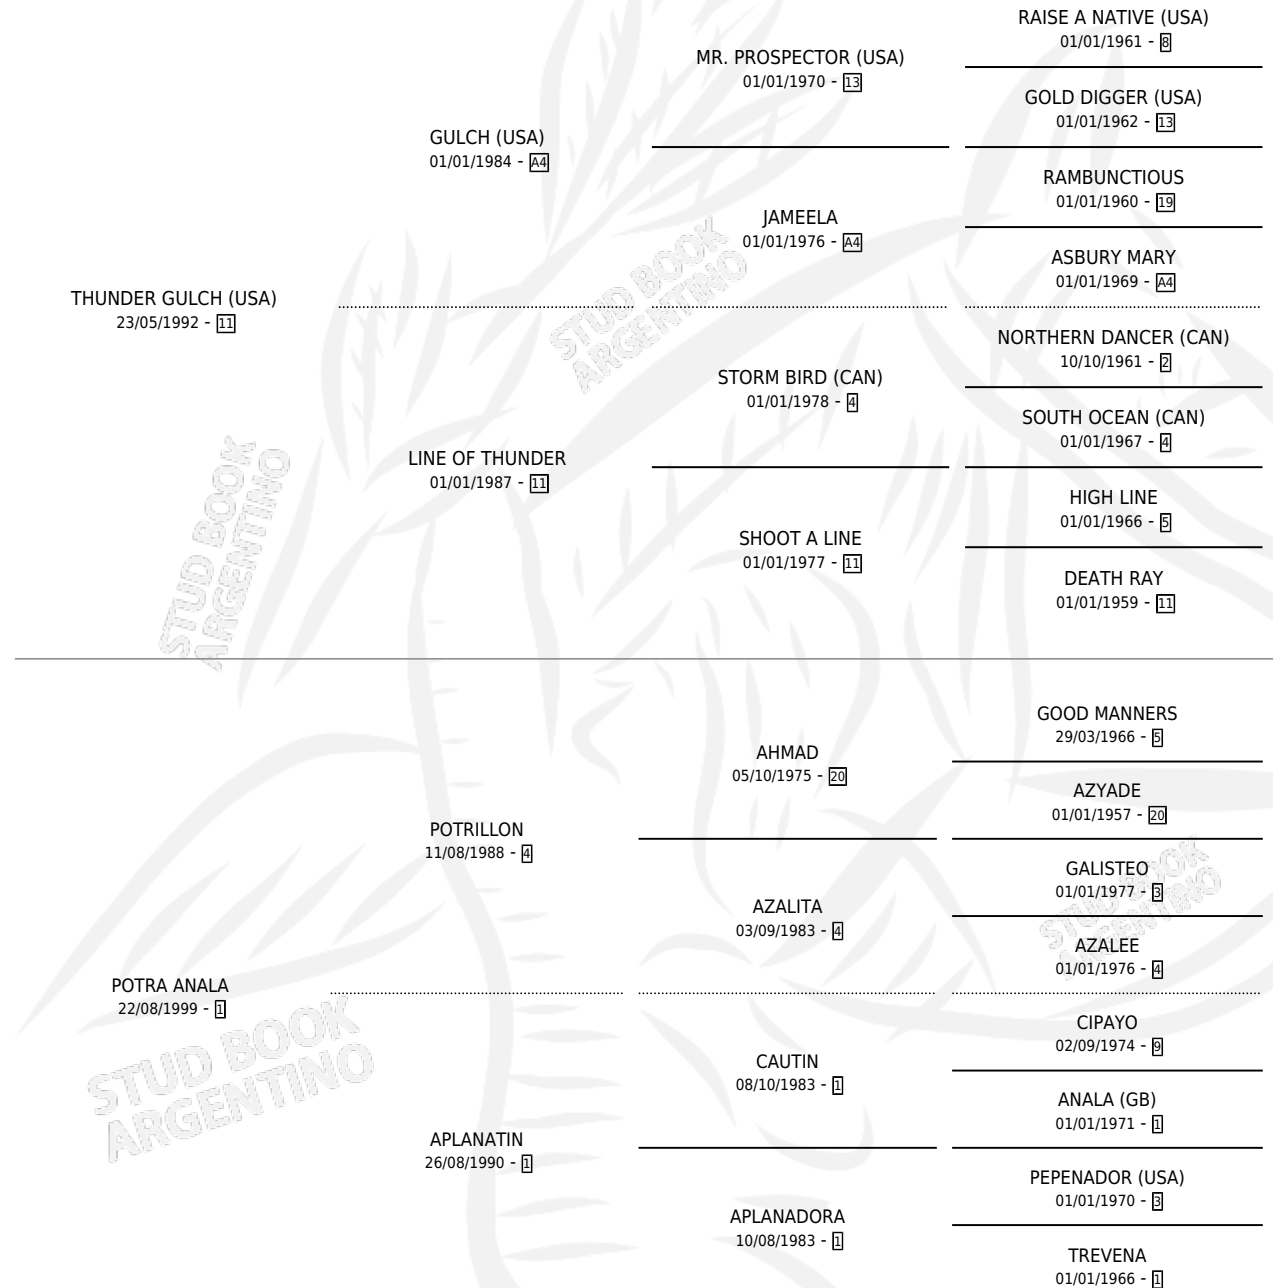 RAISE A NATIVE (USA)
01/01/1961 - 8
MR. PROSPECTOR (USA)
01/01/1970 - 13
GOLD DIGGER (USA)
01/01/1962 - 13
GULCH (USA)
01/01/1984 - A4
RAMBUNCTIOUS
01/01/1960 - 19
JAMEELA
01/01/1976 - A4
ASBURY MARY
01/01/1969 - A4
THUNDER GULCH (USA)
23/05/1992 - 11
NORTHERN DANCER (CAN)
10/10/1961 - 2
STORM BIRD (CAN)
01/01/1978 - 4
SOUTH OCEAN (CAN)
01/01/1967 - 4
LINE OF THUNDER
01/01/1987 - 11
HIGH LINE
01/01/1966 - 5
SHOOT A LINE
01/01/1977 - 11
DEATH RAY
01/01/1959 - 11
GOOD MANNERS
29/03/1966 - 5
AHMAD
05/10/1975 - 20
AZYADE
01/01/1957 - 20
POTRILLON
11/08/1988 - 4
GALISTEO
01/01/1977 - 3
AZALITA
03/09/1983 - 4
AZALEE
01/01/1976 - 4
POTRA ANALA
22/08/1999 - 1
CIPAYO
02/09/1974 - 9
CAUTIN
08/10/1983 - 1
ANALA (GB)
01/01/1971 - 1
APLANATIN
26/08/1990 - 1
PEPENADOR (USA)
01/01/1970 - 3
APLANADORA
10/08/1983 - 1
TREVENA
01/01/1966 - 1
STUD BOOK
ARGENTINO
STUD BOOK
ARGENTINO
STUD BOOK
ARGENTINO
STUD BOOK
ARGENTINO